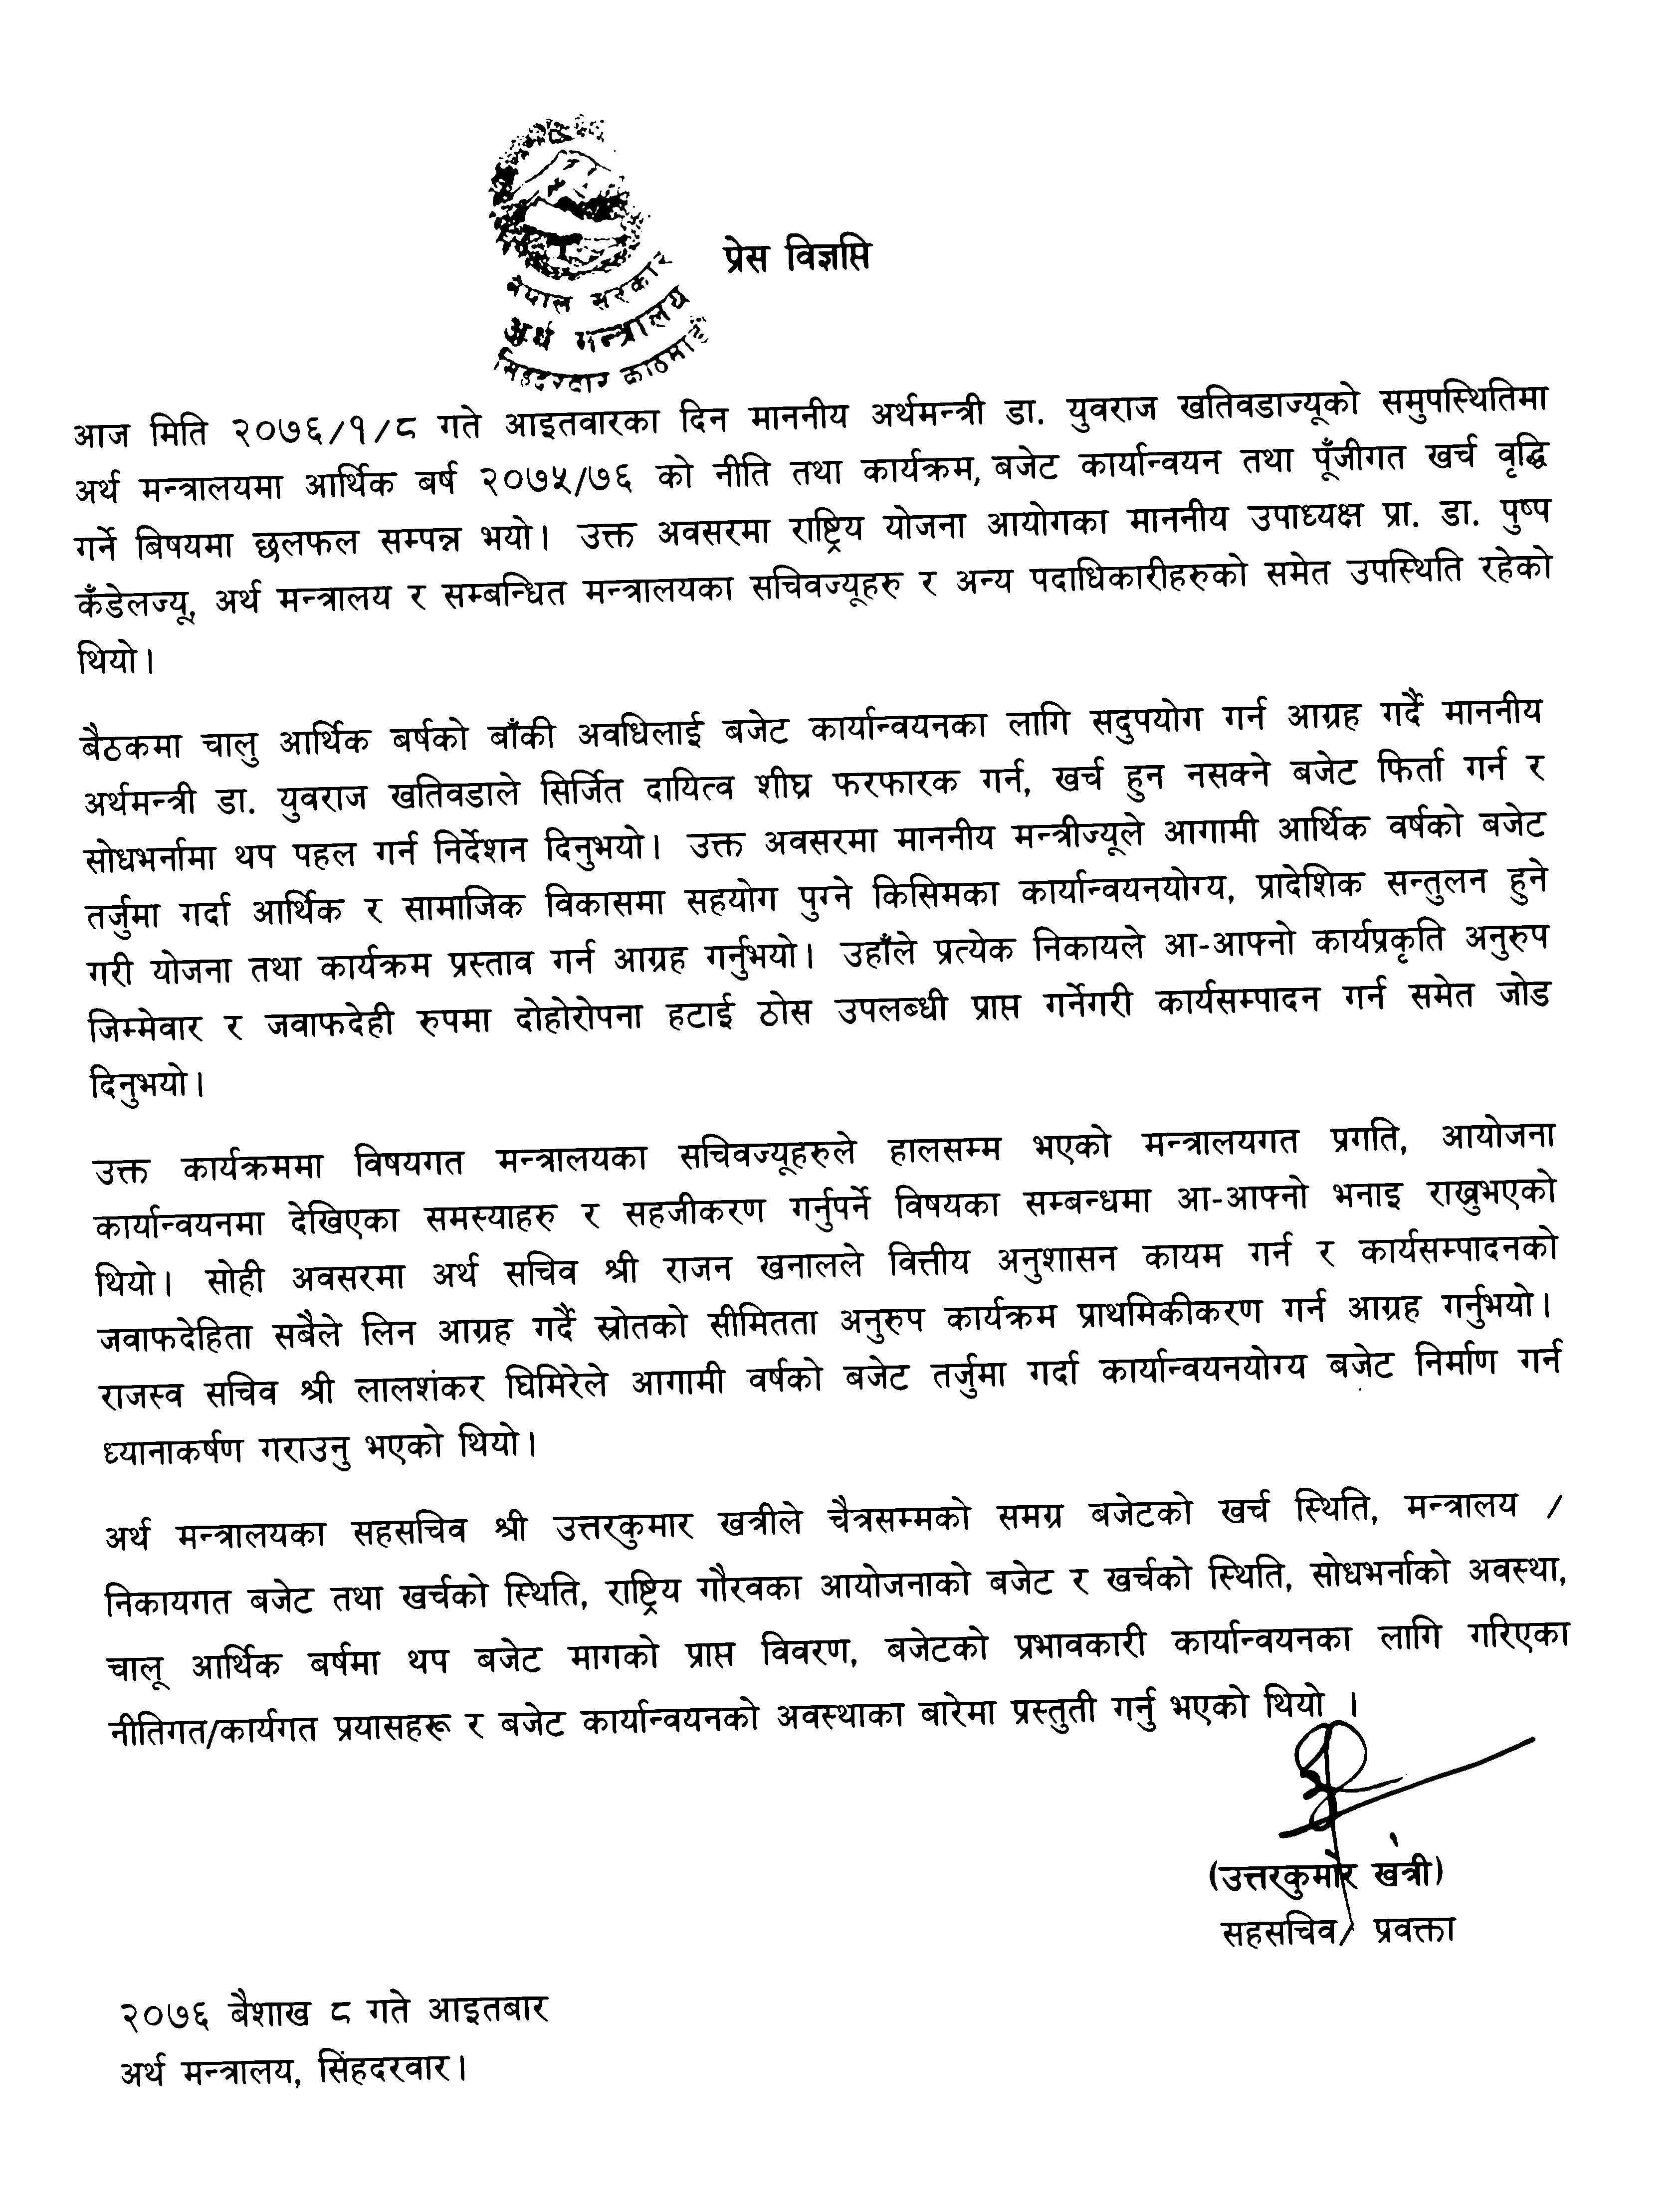 प्रेस विज्ञप्ति
नेपाल सरकार
अर्थ मन्त्रालय
सिंहदरवार काठमाडौं
आज मिति २०७६/१/८ गते आइतवारका दिन माननीय अर्थमन्त्री डा. युवराज खतिवडाज्यूको समुपस्थितिमा
अर्थ मन्त्रालयमा आर्थिक बर्ष २०७५/७६ को नीति तथा कार्यक्रम, बजेट कार्यान्वयन तथा पूँजीगत खर्च वृद्धि
गर्ने बिषयमा छलफल सम्पन्न भयो। उक्त अवसरमा राष्ट्रिय योजना आयोगका माननीय उपाध्यक्ष प्रा. डा. पुष्प
कँडेलज्यू, अर्थ मन्त्रालय र सम्बन्धित मन्त्रालयका सचिवज्यूहरु र अन्य पदाधिकारीहरुको समेत उपस्थिति रहेको
थियो।
बैठकमा चालु आर्थिक बर्षको बाँकी अवधिलाई बजेट कार्यान्वयनका लागि सदुपयोग गर्न आग्रह गर्दै माननीय
अर्थमन्त्री डा. युवराज खतिवडाले सिर्जित दायित्व शीघ्र फरफारक गर्न, खर्च हुन नसक्ने बजेट फिर्ता गर्न र
सोधभर्नामा थप पहल गर्न निर्देशन दिनुभयो। उक्त अवसरमा माननीय मन्त्रीज्यूले आगामी आर्थिक वर्षको बजेट
तर्जुमा गर्दा आर्थिक र सामाजिक विकासमा सहयोग पुग्ने किसिमका कार्यान्वयनयोग्य, प्रादेशिक सन्तुलन हुने
गरी योजना तथा कार्यक्रम प्रस्ताव गर्न आग्रह गर्नुभयो। उहाँले प्रत्येक निकायले आ-आफ्नो कार्यप्रकृति अनुरुप
जिम्मेवार र जवाफदेही रुपमा दोहोरोपना हटाई ठोस उपलब्धी प्राप्त गर्नेगरी कार्यसम्पादन गर्न समेत जोड
दिनुभयो।
उक्त कार्यक्रममा विषयगत मन्त्रालयका सचिवज्यूहरुले हालसम्म भएको मन्त्रालयगत प्रगति, आयोजना
कार्यान्वयनमा देखिएका समस्याहरु र सहजीकरण गर्नुपर्ने विषयका सम्बन्धमा आ-आफ्नो भनाइ राख्नुभएको
थियो। सोही अवसरमा अर्थ सचिव श्री राजन खनालले वित्तीय अनुशासन कायम गर्न र कार्यसम्पादनको
जवाफदेहिता सबैले लिन आग्रह गर्दै स्रोतको सीमितता अनुरुप कार्यक्रम प्राथमिकीकरण गर्न आग्रह गर्नुभयो।
राजस्व सचिव श्री लालशंकर घिमिरेले आगामी वर्षको बजेट तर्जुमा गर्दा कार्यान्वयनयोग्य बजेट निर्माण गर्न
ध्यानाकर्षण गराउनु भएको थियो।
अर्थ मन्त्रालयका सहसचिव श्री उत्तरकुमार खत्रीले चैत्रसम्मको समग्र बजेटको खर्च स्थिति, मन्त्रालय /
निकायगत बजेट तथा खर्चको स्थिति, राष्ट्रिय गौरवका आयोजनाको बजेट र खर्चको स्थिति, सोधभर्नाको अवस्था,
चालू आर्थिक बर्षमा थप बजेट मागको प्राप्त विवरण, बजेटको प्रभावकारी कार्यान्वयनका लागि गरिएका
नीतिगत/कार्यगत प्रयासहरू र बजेट कार्यान्वयनको अवस्थाका बारेमा प्रस्तुती गर्नु भएको थियो ।
(उत्तरकुमार खत्री)
सहसचिव/ प्रवक्ता
२०७६ बैशाख ८ गते आइतबार
अर्थ मन्त्रालय, सिंहदरवार।